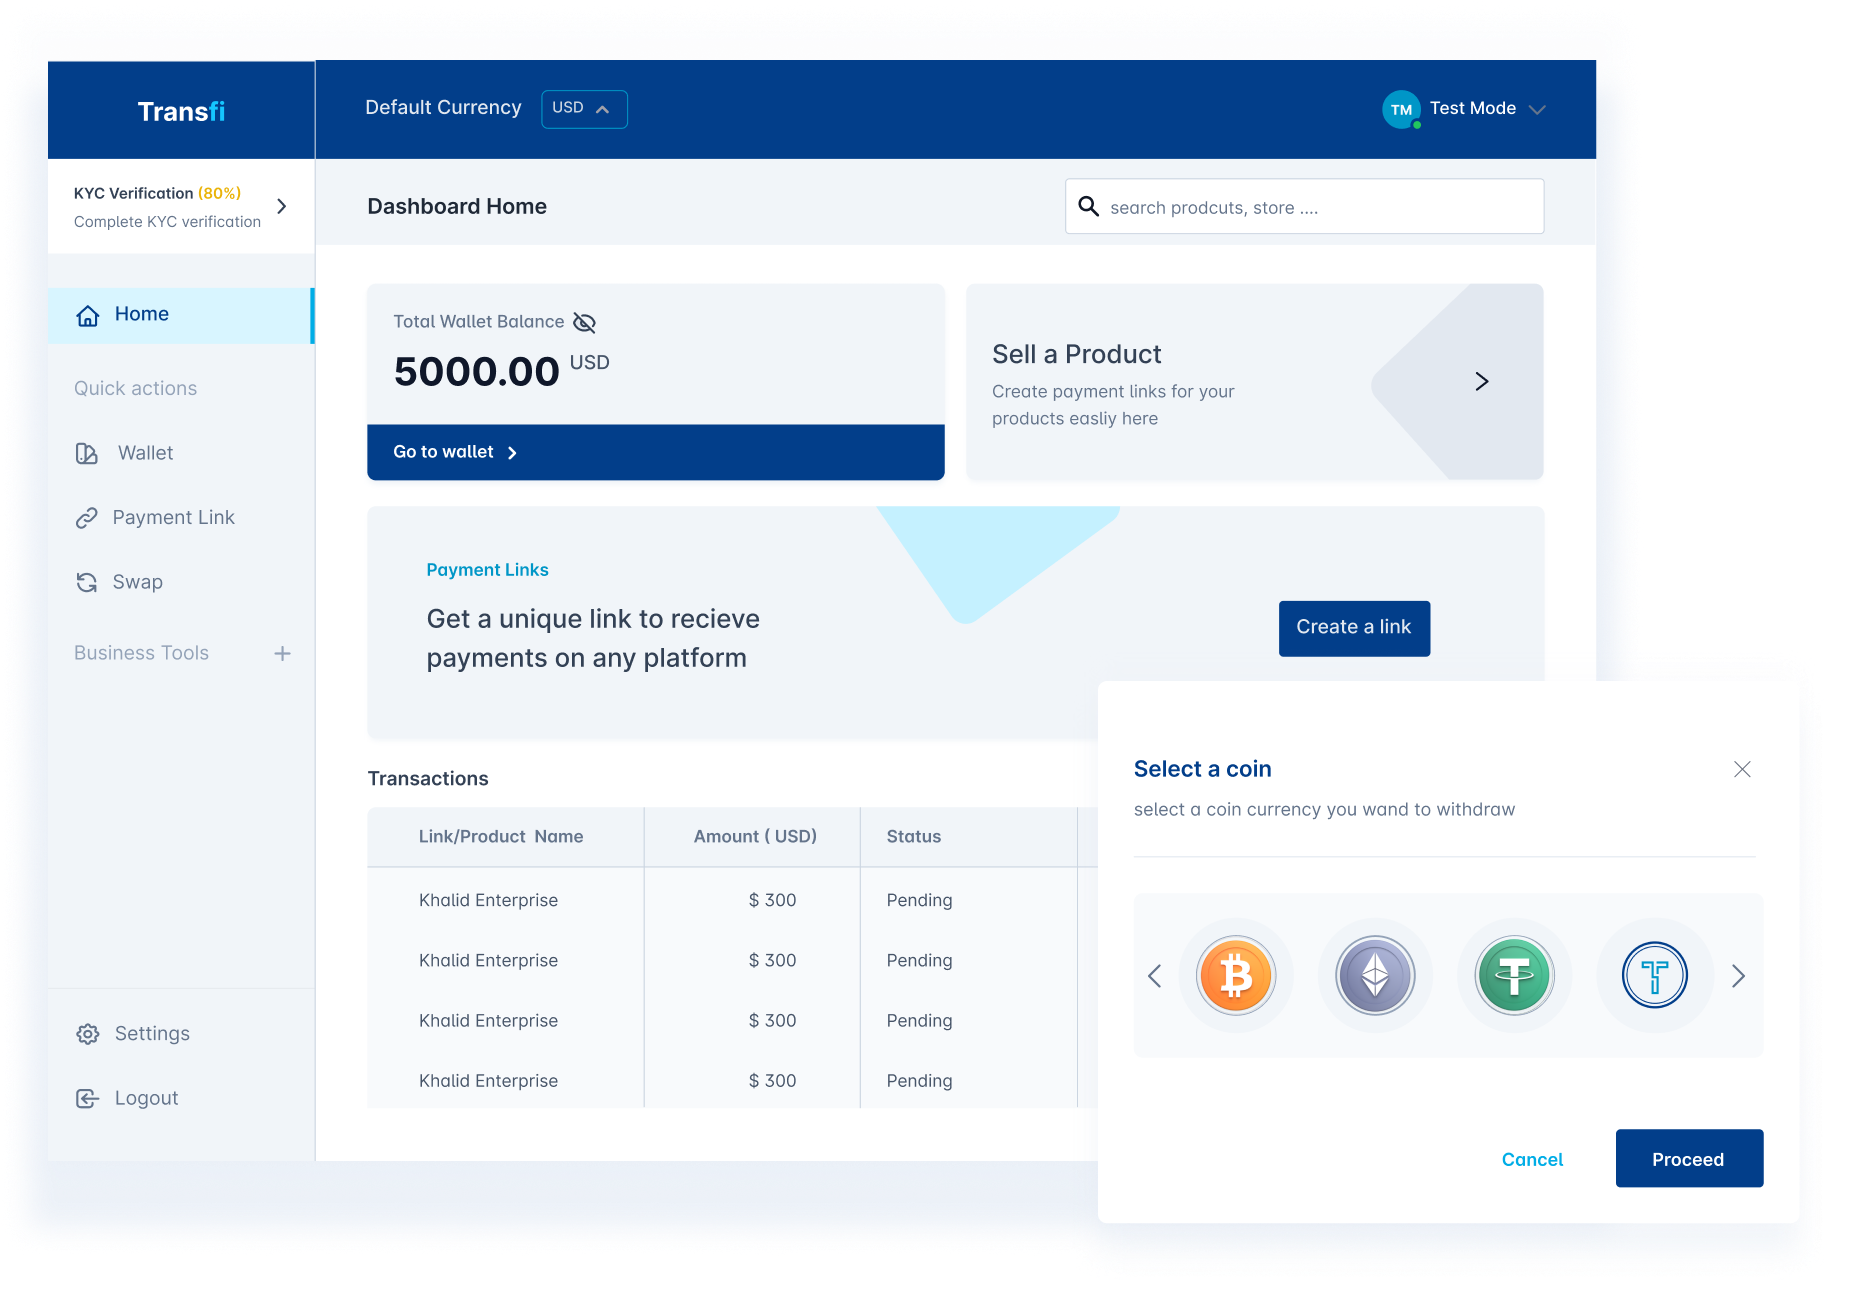 Transfi
Default Currency
USD
TM
Test Mode
KYC Verification (80%)
Complete KYC verification
Dashboard Home
search prodcuts, store ....
Home
Quick actions
Wallet
Payment Link
Swap
Business Tools
Settings
Logout
Total Wallet Balance
5000.00 USD
Go to wallet
Sell a Product
Create payment links for your
products easliy here
Payment Links
Get a unique link to recieve
payments on any platform
Create a link
Transactions
Link/Product Name Amount ( USD) Status
Khalid Enterprise $ 300 Pending
Khalid Enterprise $ 300 Pending
Khalid Enterprise $ 300 Pending
Khalid Enterprise $ 300 Pending
Select a coin
select a coin currency you wand to withdraw
Cancel
Proceed